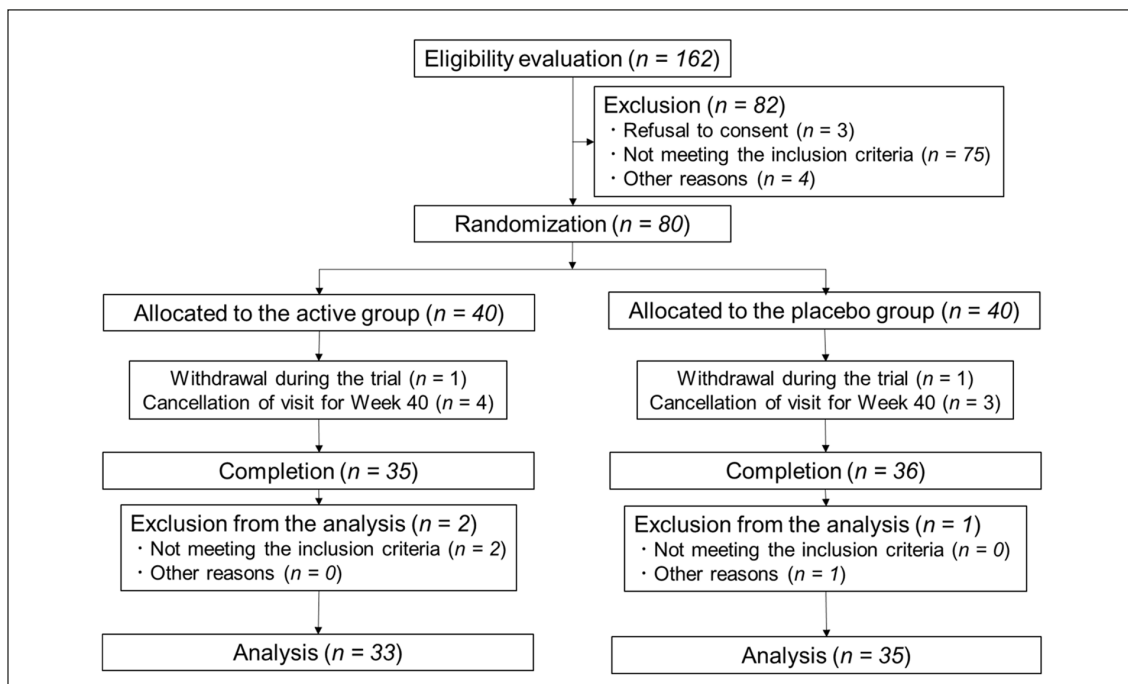 Eligibility evaluation (n = 162)
Exclusion (n = 82)
・Refusal to consent (n = 3)
・Not meeting the inclusion criteria (n = 75)
・Other reasons (n = 4)
Randomization (n = 80)
Allocated to the active group (n = 40)
Allocated to the placebo group (n = 40)
Withdrawal during the trial (n = 1)
Cancellation of visit for Week 40 (n = 4)
Withdrawal during the trial (n = 1)
Cancellation of visit for Week 40 (n = 3)
Completion (n = 35)
Completion (n = 36)
Exclusion from the analysis (n = 2)
・Not meeting the inclusion criteria (n = 2)
・Other reasons (n = 0)
Exclusion from the analysis (n = 1)
・Not meeting the inclusion criteria (n = 0)
・Other reasons (n = 1)
Analysis (n = 33)
Analysis (n = 35)